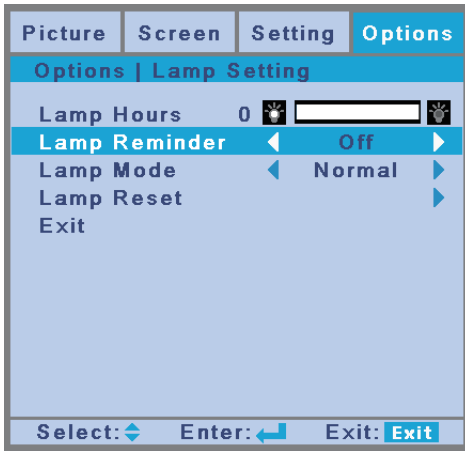 Picture Screen Setting Options
Options | Lamp Setting
Lamp Hours 0
Lamp Reminder Off
Lamp Mode Normal
Lamp Reset
Exit
Select: Enter: Exit: Exit